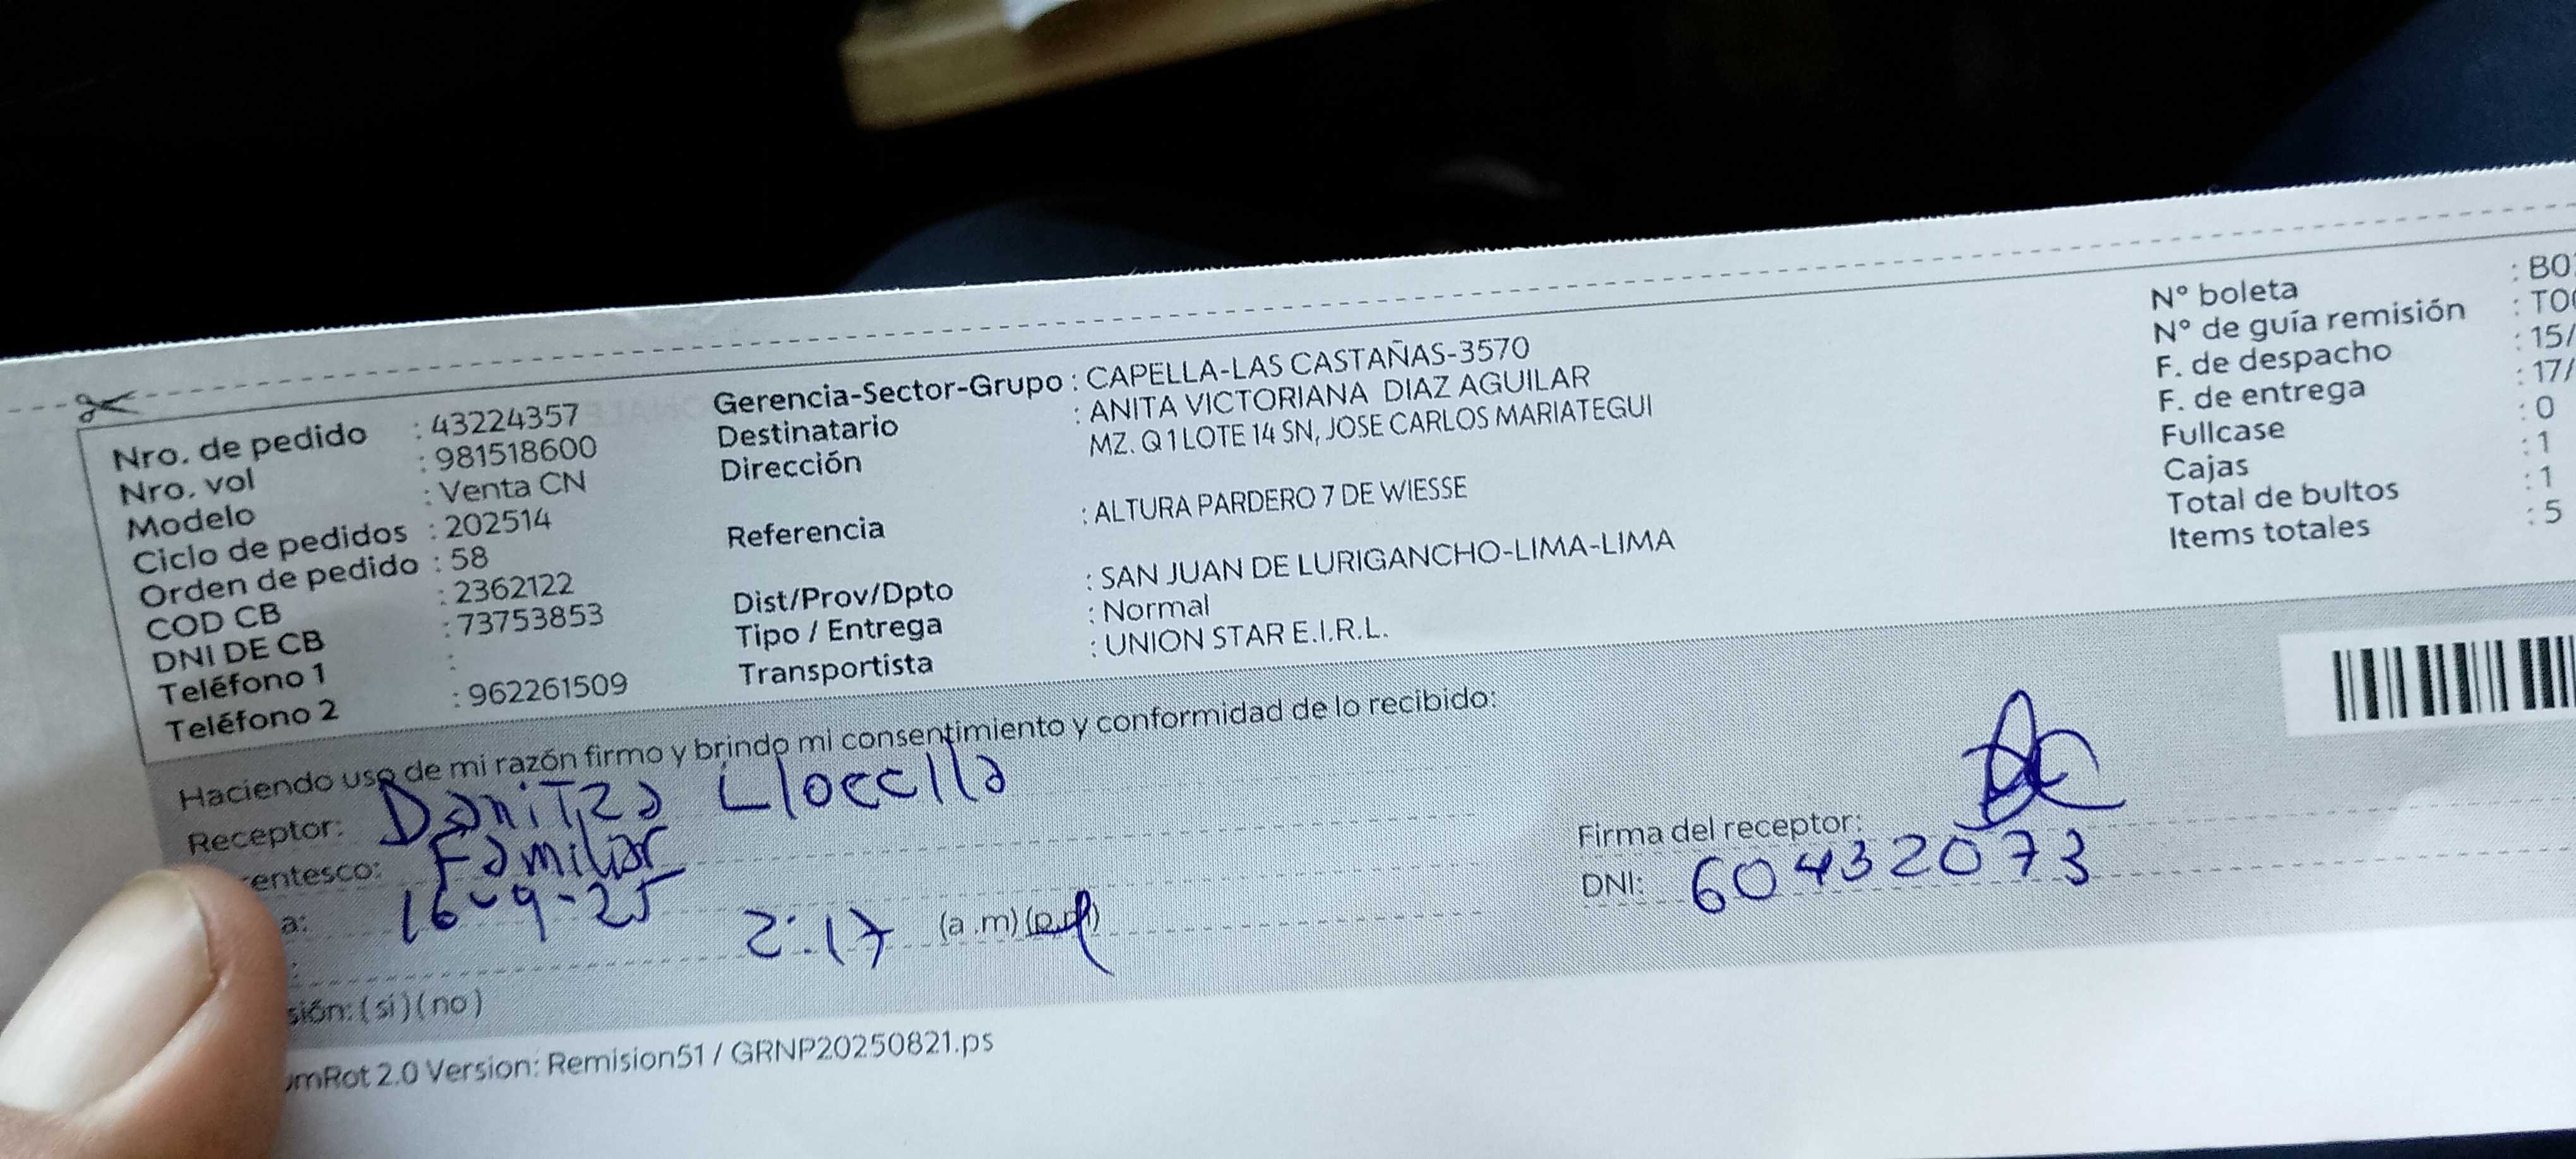 Nro. de pedido : 43224357
Nro. vol : 981518600
Modelo : Venta CN
Ciclo de pedidos : 202514
Orden de pedido : 58
COD CB : 2362122
DNI DE CB : 73753853
Teléfono 1 :
Teléfono 2 : 962261509
Gerencia-Sector-Grupo : CAPELLA-LAS CASTAÑAS-3570
Destinatario : ANITA VICTORIANA DIAZ AGUILAR
Dirección MZ. Q 1 LOTE 14 SN, JOSE CARLOS MARIATEGUI
Referencia : ALTURA PARDERO 7 DE WIESSE
Dist/Prov/Dpto : SAN JUAN DE LURIGANCHO-LIMA-LIMA
Tipo / Entrega : Normal
Transportista : UNION STAR E.I.R.L.
N° boleta : B0
N° de guía remisión : T0
F. de despacho : 15/
F. de entrega : 17/
Fullcase : 0
Cajas : 1
Total de bultos : 1
Items totales : 5
Haciendo uso de mi razón firmo y brindo mi consentimiento y conformidad de lo recibido:
Receptor: Danitza Lloclla
entesco: Familiar
a: 16-9-25 2:17 (a.m)(p.m)
:
sión: (si)(no)
Firma del receptor:
DNI: 60432073
mRot 2.0 Version: Remision51 / GRNP20250821.ps